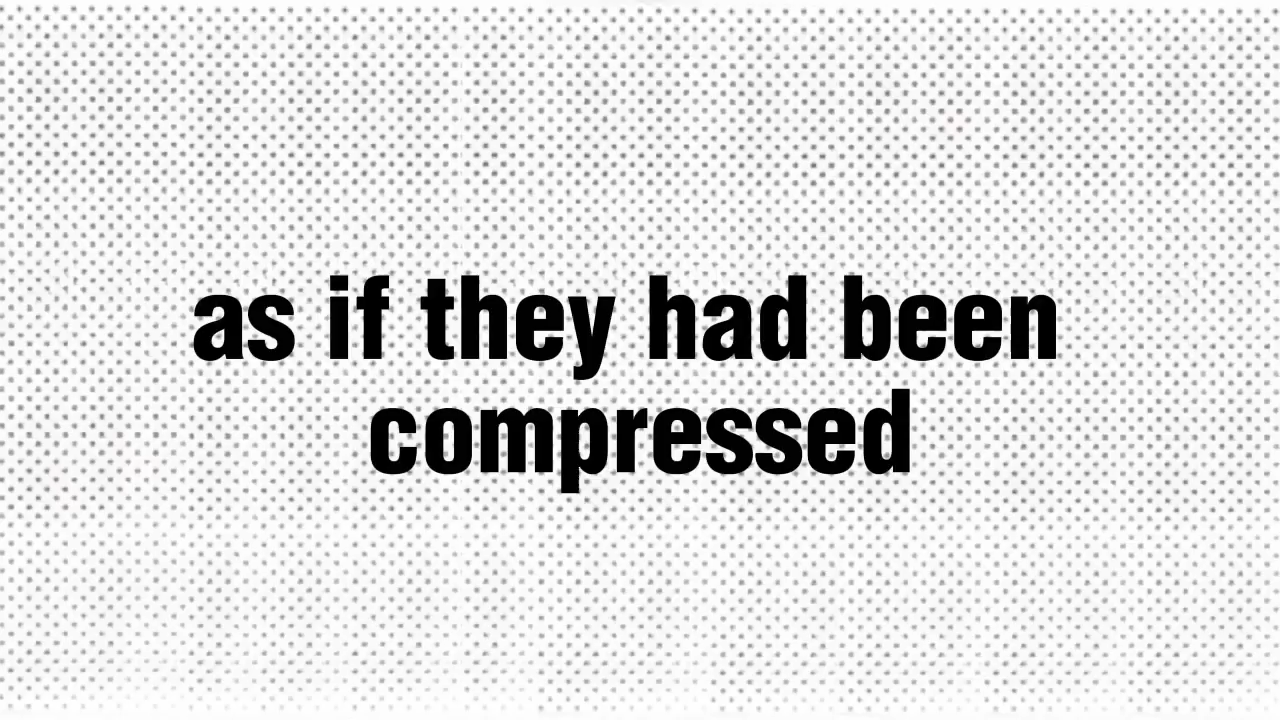 as if they had been
compressed